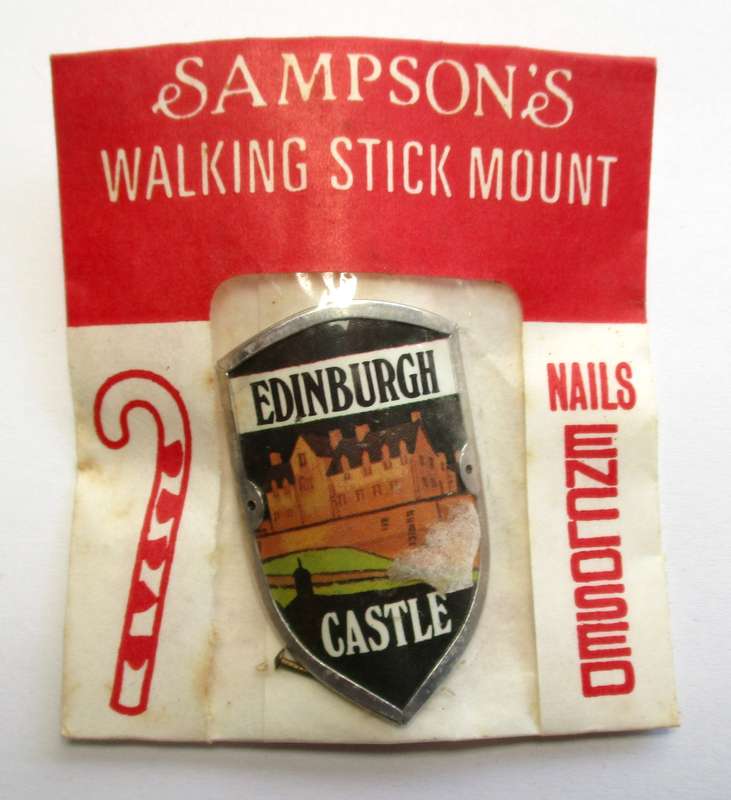 SAMPSON'S
WALKING STICK MOUNT
EDINBURGH
CASTLE
NAILS
ENCLOSED